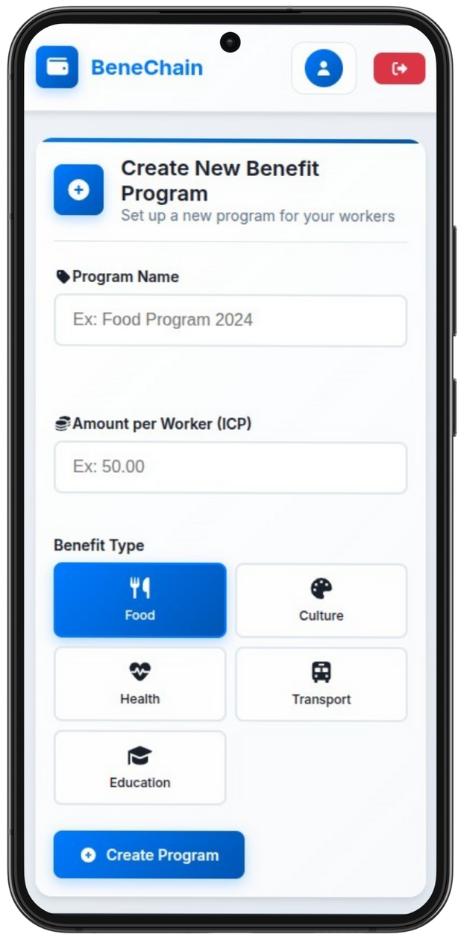 BeneChain
Create New Benefit
Program
Set up a new program for your workers
Program Name
Ex: Food Program 2024
Amount per Worker (ICP)
Ex: 50.00
Benefit Type
Food
Culture
Health
Transport
Education
Create Program